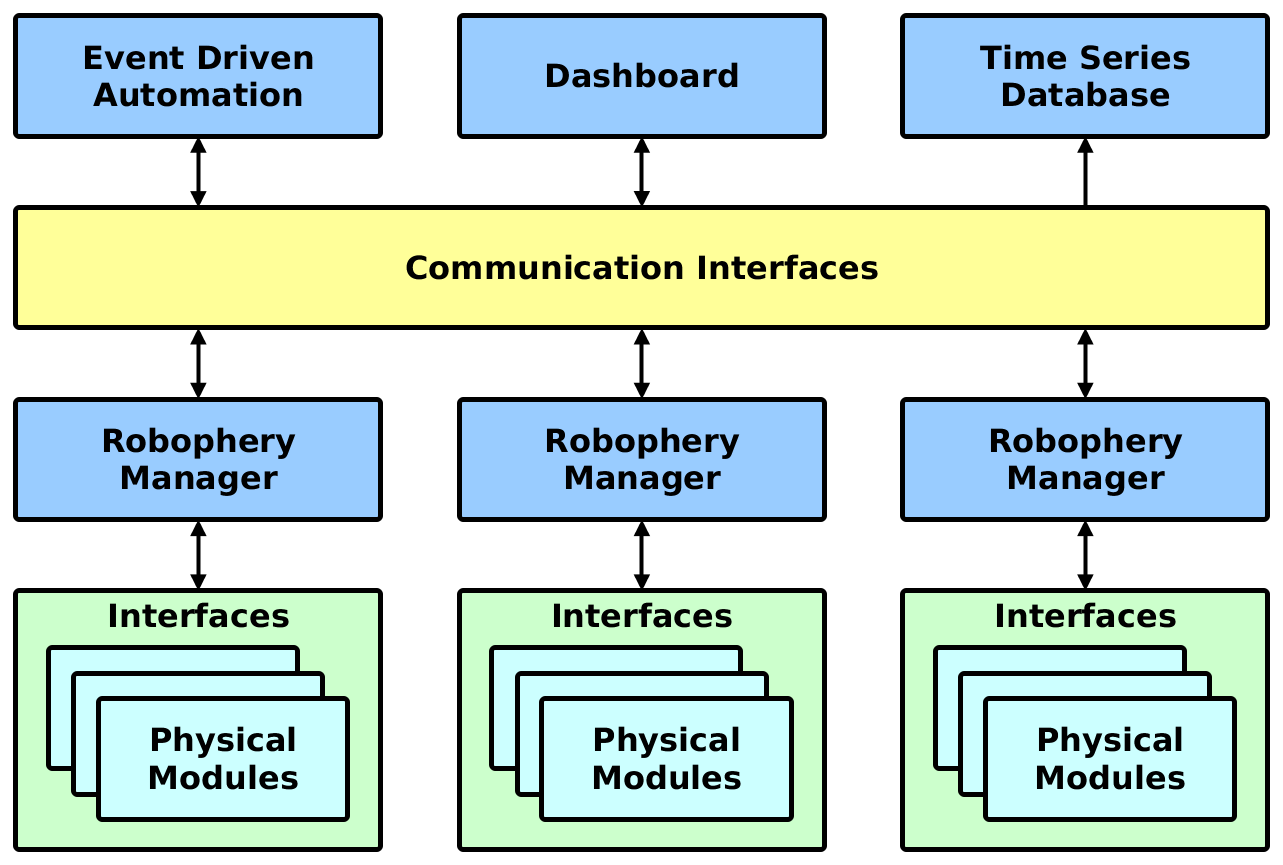 Event Driven
Automation
Dashboard
Time Series
Database
Communication Interfaces
Robophery
Manager
Robophery
Manager
Robophery
Manager
Interfaces
Physical
Modules
Interfaces
Physical
Modules
Interfaces
Physical
Modules